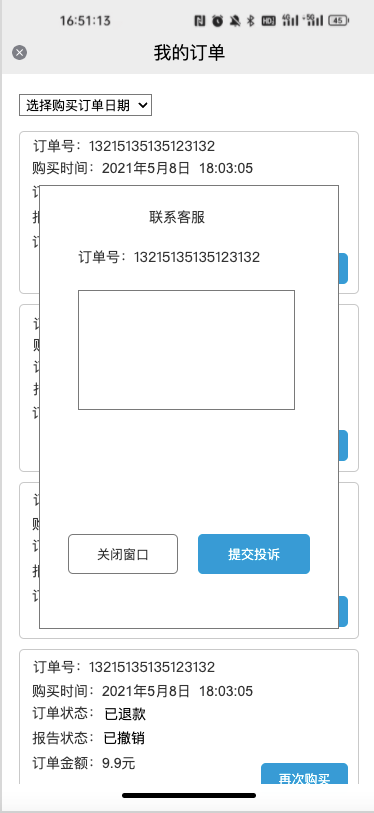 16:51:13
45
我的订单
选择购买订单日期
订单号：13215135135123132
购买时间：2021年5月8日 18:03:05
联系客服
订单号：13215135135123132
关闭窗口
提交投诉
订单号：13215135135123132
购买时间：2021年5月8日 18:03:05
订单状态：已退款
报告状态：已撤销
订单金额：9.9元
再次购买